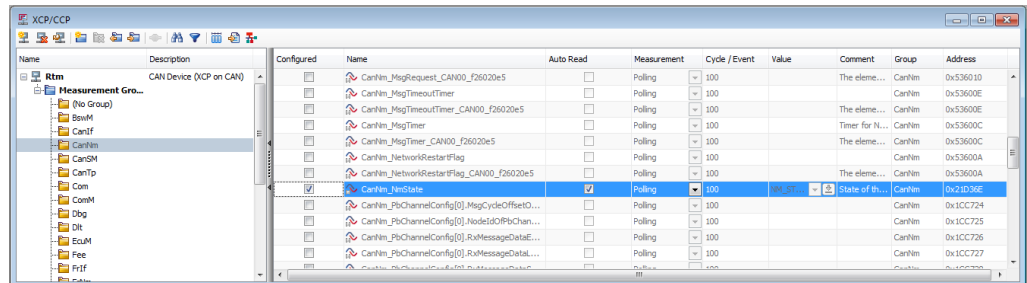 XCP/CCP
Name Description
Rtm CAN Device (XCP on CAN)
Measurement Gro...
(No Group)
BswM
CanIf
CanNm
CanSM
CanTp
Com
ComM
Dbg
Dlt
EcuM
Fee
FrIf
Configured Name Auto Read Measurement Cycle / Event Value Comment Group Address
CanNm_MsgRequest_CAN00_f26020e5 Polling 100 The eleme... CanNm 0x536010
CanNm_MsgTimeoutTimer Polling 100 CanNm 0x53600E
CanNm_MsgTimeoutTimer_CAN00_f26020e5 Polling 100 The eleme... CanNm 0x53600E
CanNm_MsgTimer Polling 100 Timer for N... CanNm 0x53600C
CanNm_MsgTimer_CAN00_f26020e5 Polling 100 The eleme... CanNm 0x53600C
CanNm_NetworkRestartFlag Polling 100 CanNm 0x53600A
CanNm_NetworkRestartFlag_CAN00_f26020e5 Polling 100 The eleme... CanNm 0x53600A
CanNm_NmState Polling 100 NM_ST... State of th... CanNm 0x21D36E
CanNm_PbChannelConfig[0].MsgCycleOffsetO... Polling 100 CanNm 0x1CC724
CanNm_PbChannelConfig[0].NodeIdOfPbChan... Polling 100 CanNm 0x1CC725
CanNm_PbChannelConfig[0].RxMessageDataE... Polling 100 CanNm 0x1CC726
CanNm_PbChannelConfig[0].RxMessageDataL... Polling 100 CanNm 0x1CC727